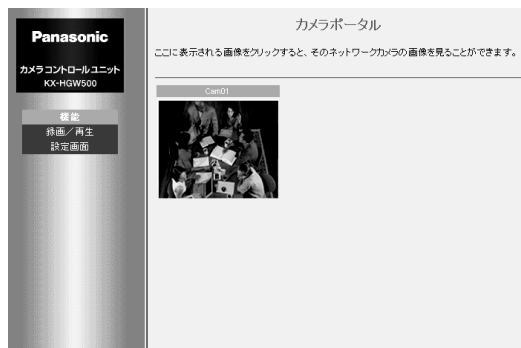 Panasonic
カメラコントロールユニット
KX-HGW500
機能
録画／再生
設定画面
カメラポータル
ここに表示される画像をクリックすると、そのネットワークカメラの画像を見ることができます。
Cam01